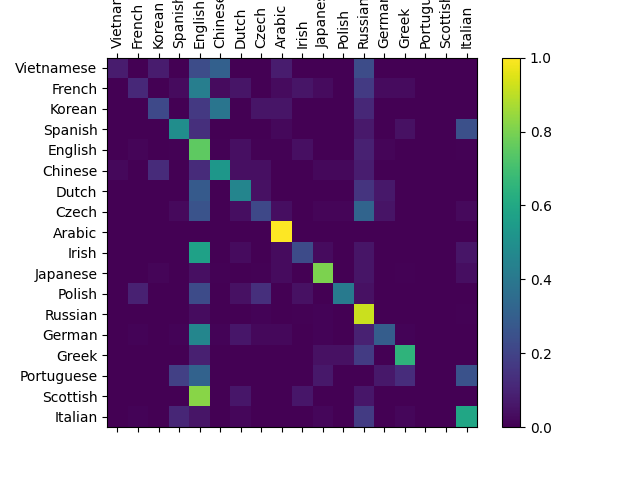 Vietnar
French
Korean
Spanish
English
Chinese
Dutch
Czech
Arabic
Irish
Japanes
Polish
Russian
German
Greek
Portugu
Scottish
Italian
Vietnamese
French
Korean
Spanish
English
Chinese
Dutch
Czech
Arabic
Irish
Japanese
Polish
Russian
German
Greek
Portuguese
Scottish
Italian
1.0
0.8
0.6
0.4
0.2
0.0